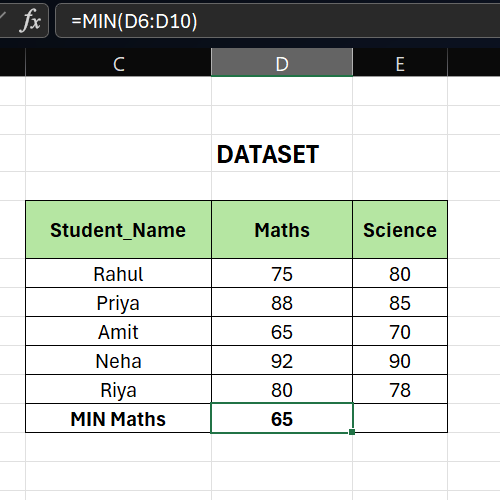 fx =MIN(D6:D10)
C D E
DATASET
Student_Name Maths Science
Rahul 75 80
Priya 88 85
Amit 65 70
Neha 92 90
Riya 80 78
MIN Maths 65